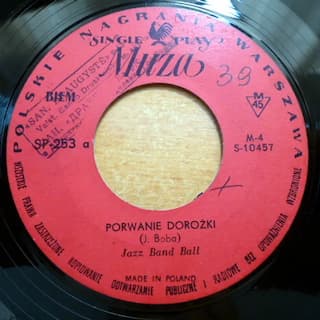 POLSKIE NAGRANIA WARSZAWA
SINGLE PLAY
Muza
39
BIEM
M
45
SP-253 a
M-4
S-10457
PORWANIE DOROŻKI
(J. Boba)
Jazz Band Ball
MADE IN POLAND
WSZELKIE PRAWA ZASTRZEŻONE KOPIOWANIE ODTWARZANIE PUBLICZNE I RADIOWE BEZ UPOWAŻNIENIA WZBRONIONE